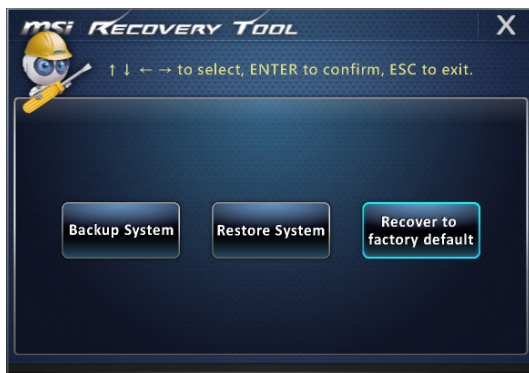 msi RECOVERY TOOL X
↑ ↓ ← → to select, ENTER to confirm, ESC to exit.
Backup System
Restore System
Recover to
factory default